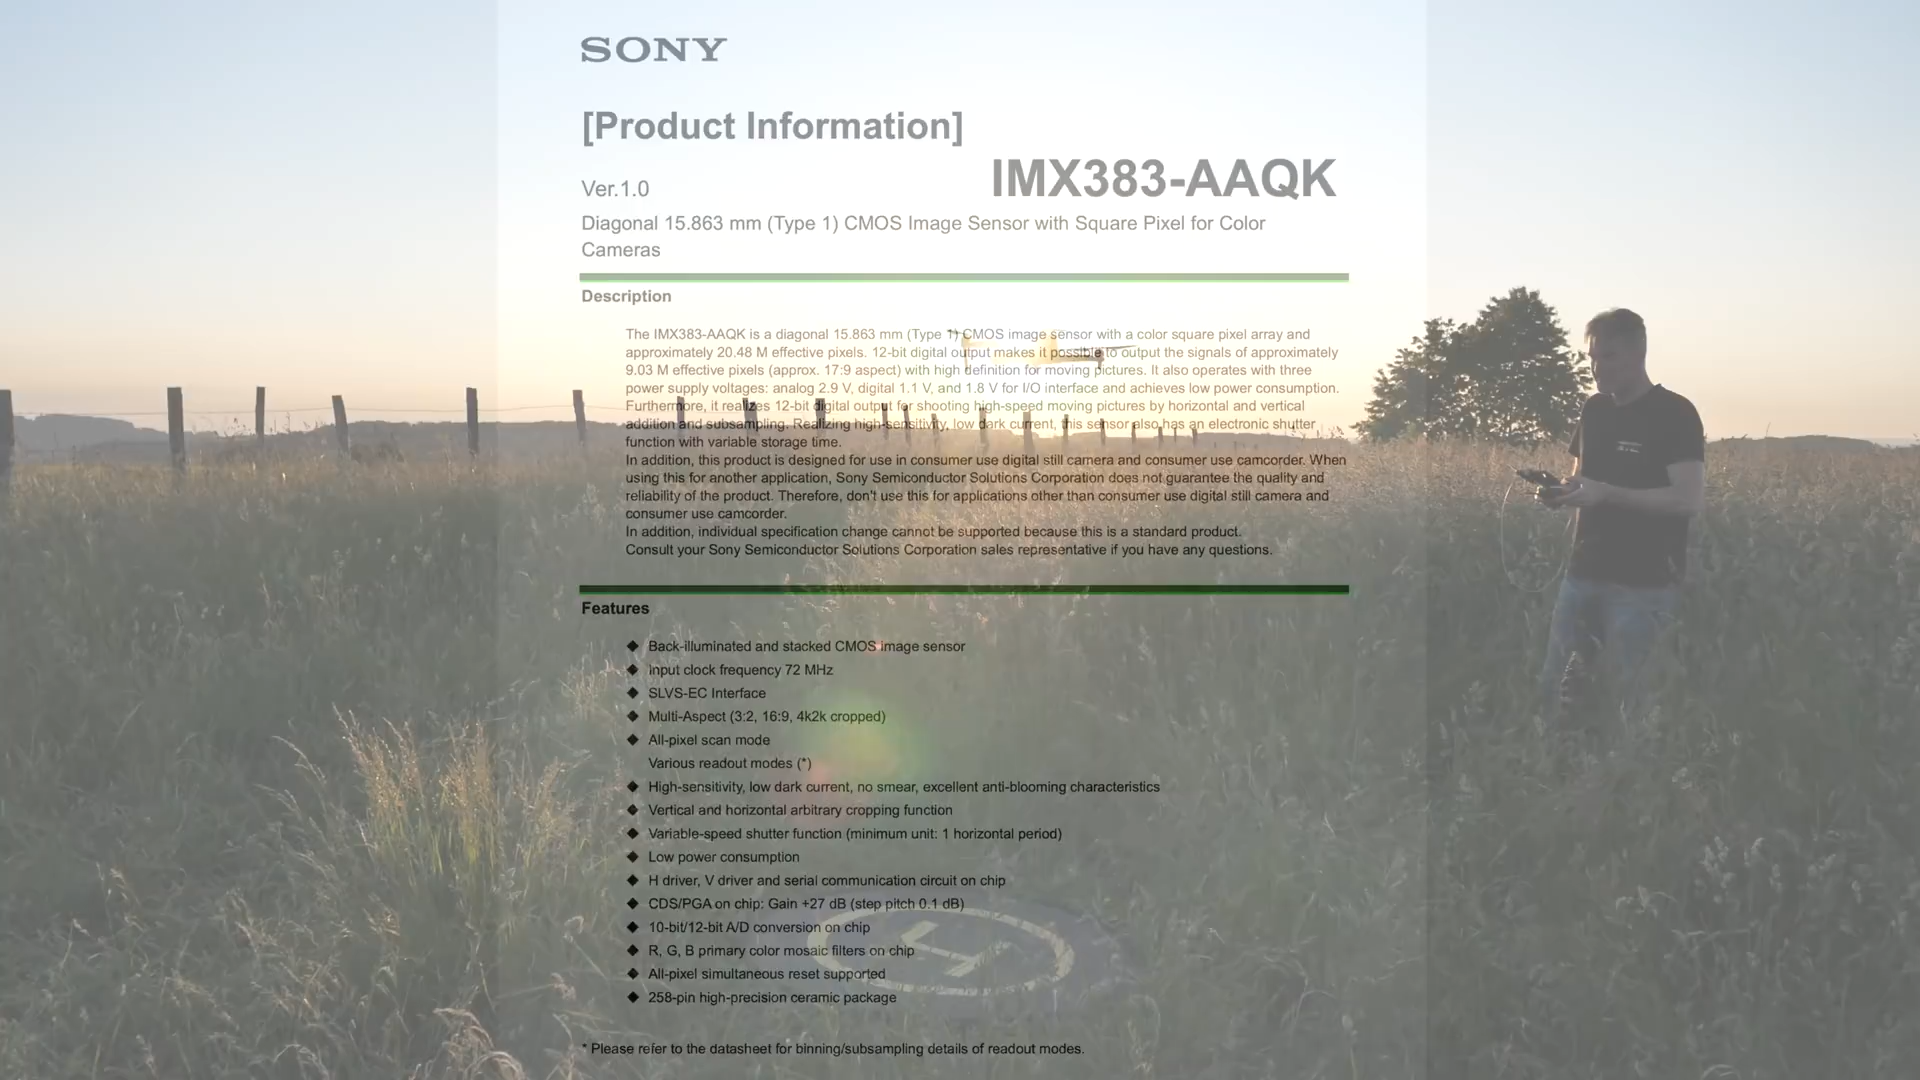 SONY
[Product Information]
IMX383-AAQK
Ver.1.0
Diagonal 15.863 mm (Type 1) CMOS Image Sensor with Square Pixel for Color
Cameras
Description
The IMX383-AAQK is a diagonal 15.863 mm (Type 1) CMOS image sensor with a color square pixel array and
approximately 20.48 M effective pixels. 12-bit digital output makes it possible to output the signals of approximately
9.03 M effective pixels (approx. 17:9 aspect) with high definition for moving pictures. It also operates with three
power supply voltages: analog 2.9 V, digital 1.1 V, and 1.8 V for I/O interface and achieves low power consumption.
Furthermore, it realizes 12-bit digital output for shooting high-speed moving pictures by horizontal and vertical
addition and subsampling. Realizing high-sensitivity, low dark current, this sensor also has an electronic shutter
function with variable storage time.
In addition, this product is designed for use in consumer use digital still camera and consumer use camcorder. When
using this for another application, Sony Semiconductor Solutions Corporation does not guarantee the quality and
reliability of the product. Therefore, don't use this for applications other than consumer use digital still camera and
consumer use camcorder.
In addition, individual specification change cannot be supported because this is a standard product.
Consult your Sony Semiconductor Solutions Corporation sales representative if you have any questions.
Features
◆ Back-illuminated and stacked CMOS image sensor
◆ Input clock frequency 72 MHz
◆ SLVS-EC Interface
◆ Multi-Aspect (3:2, 16:9, 4k2k cropped)
◆ All-pixel scan mode
Various readout modes (*)
◆ High-sensitivity, low dark current, no smear, excellent anti-blooming characteristics
◆ Vertical and horizontal arbitrary cropping function
◆ Variable-speed shutter function (minimum unit: 1 horizontal period)
◆ Low power consumption
◆ H driver, V driver and serial communication circuit on chip
◆ CDS/PGA on chip: Gain +27 dB (step pitch 0.1 dB)
◆ 10-bit/12-bit A/D conversion on chip
◆ R, G, B primary color mosaic filters on chip
◆ All-pixel simultaneous reset supported
◆ 258-pin high-precision ceramic package
H
* Please refer to the datasheet for binning/subsampling details of readout modes.